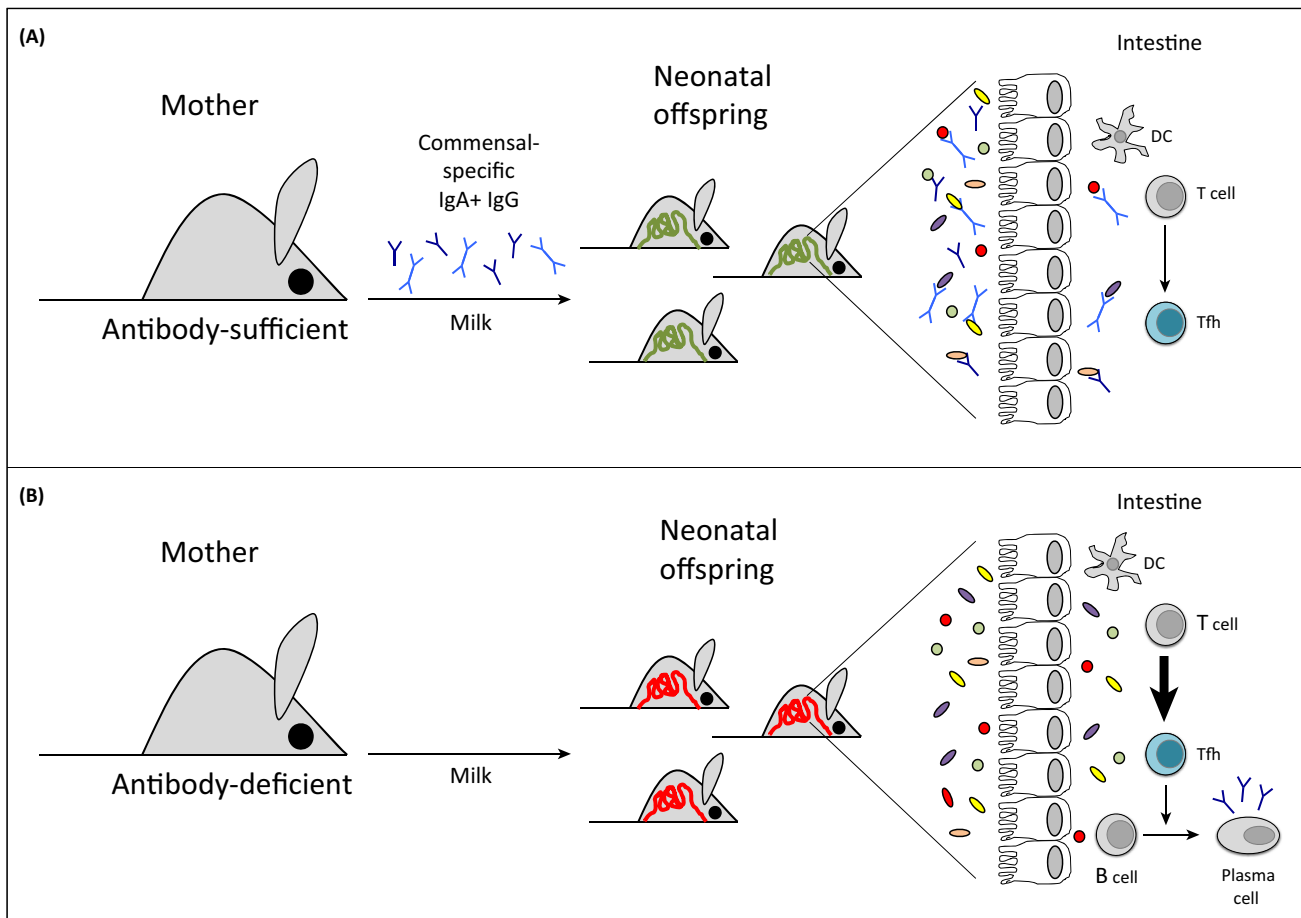 (A)
Mother
Commensal-
specific
IgA+ IgG
Milk
Antibody-sufficient
Neonatal
offspring
Intestine
DC
T cell
Tfh
(B)
Mother
Milk
Antibody-deficient
Neonatal
offspring
Intestine
DC
T cell
Tfh
B cell
Plasma
cell